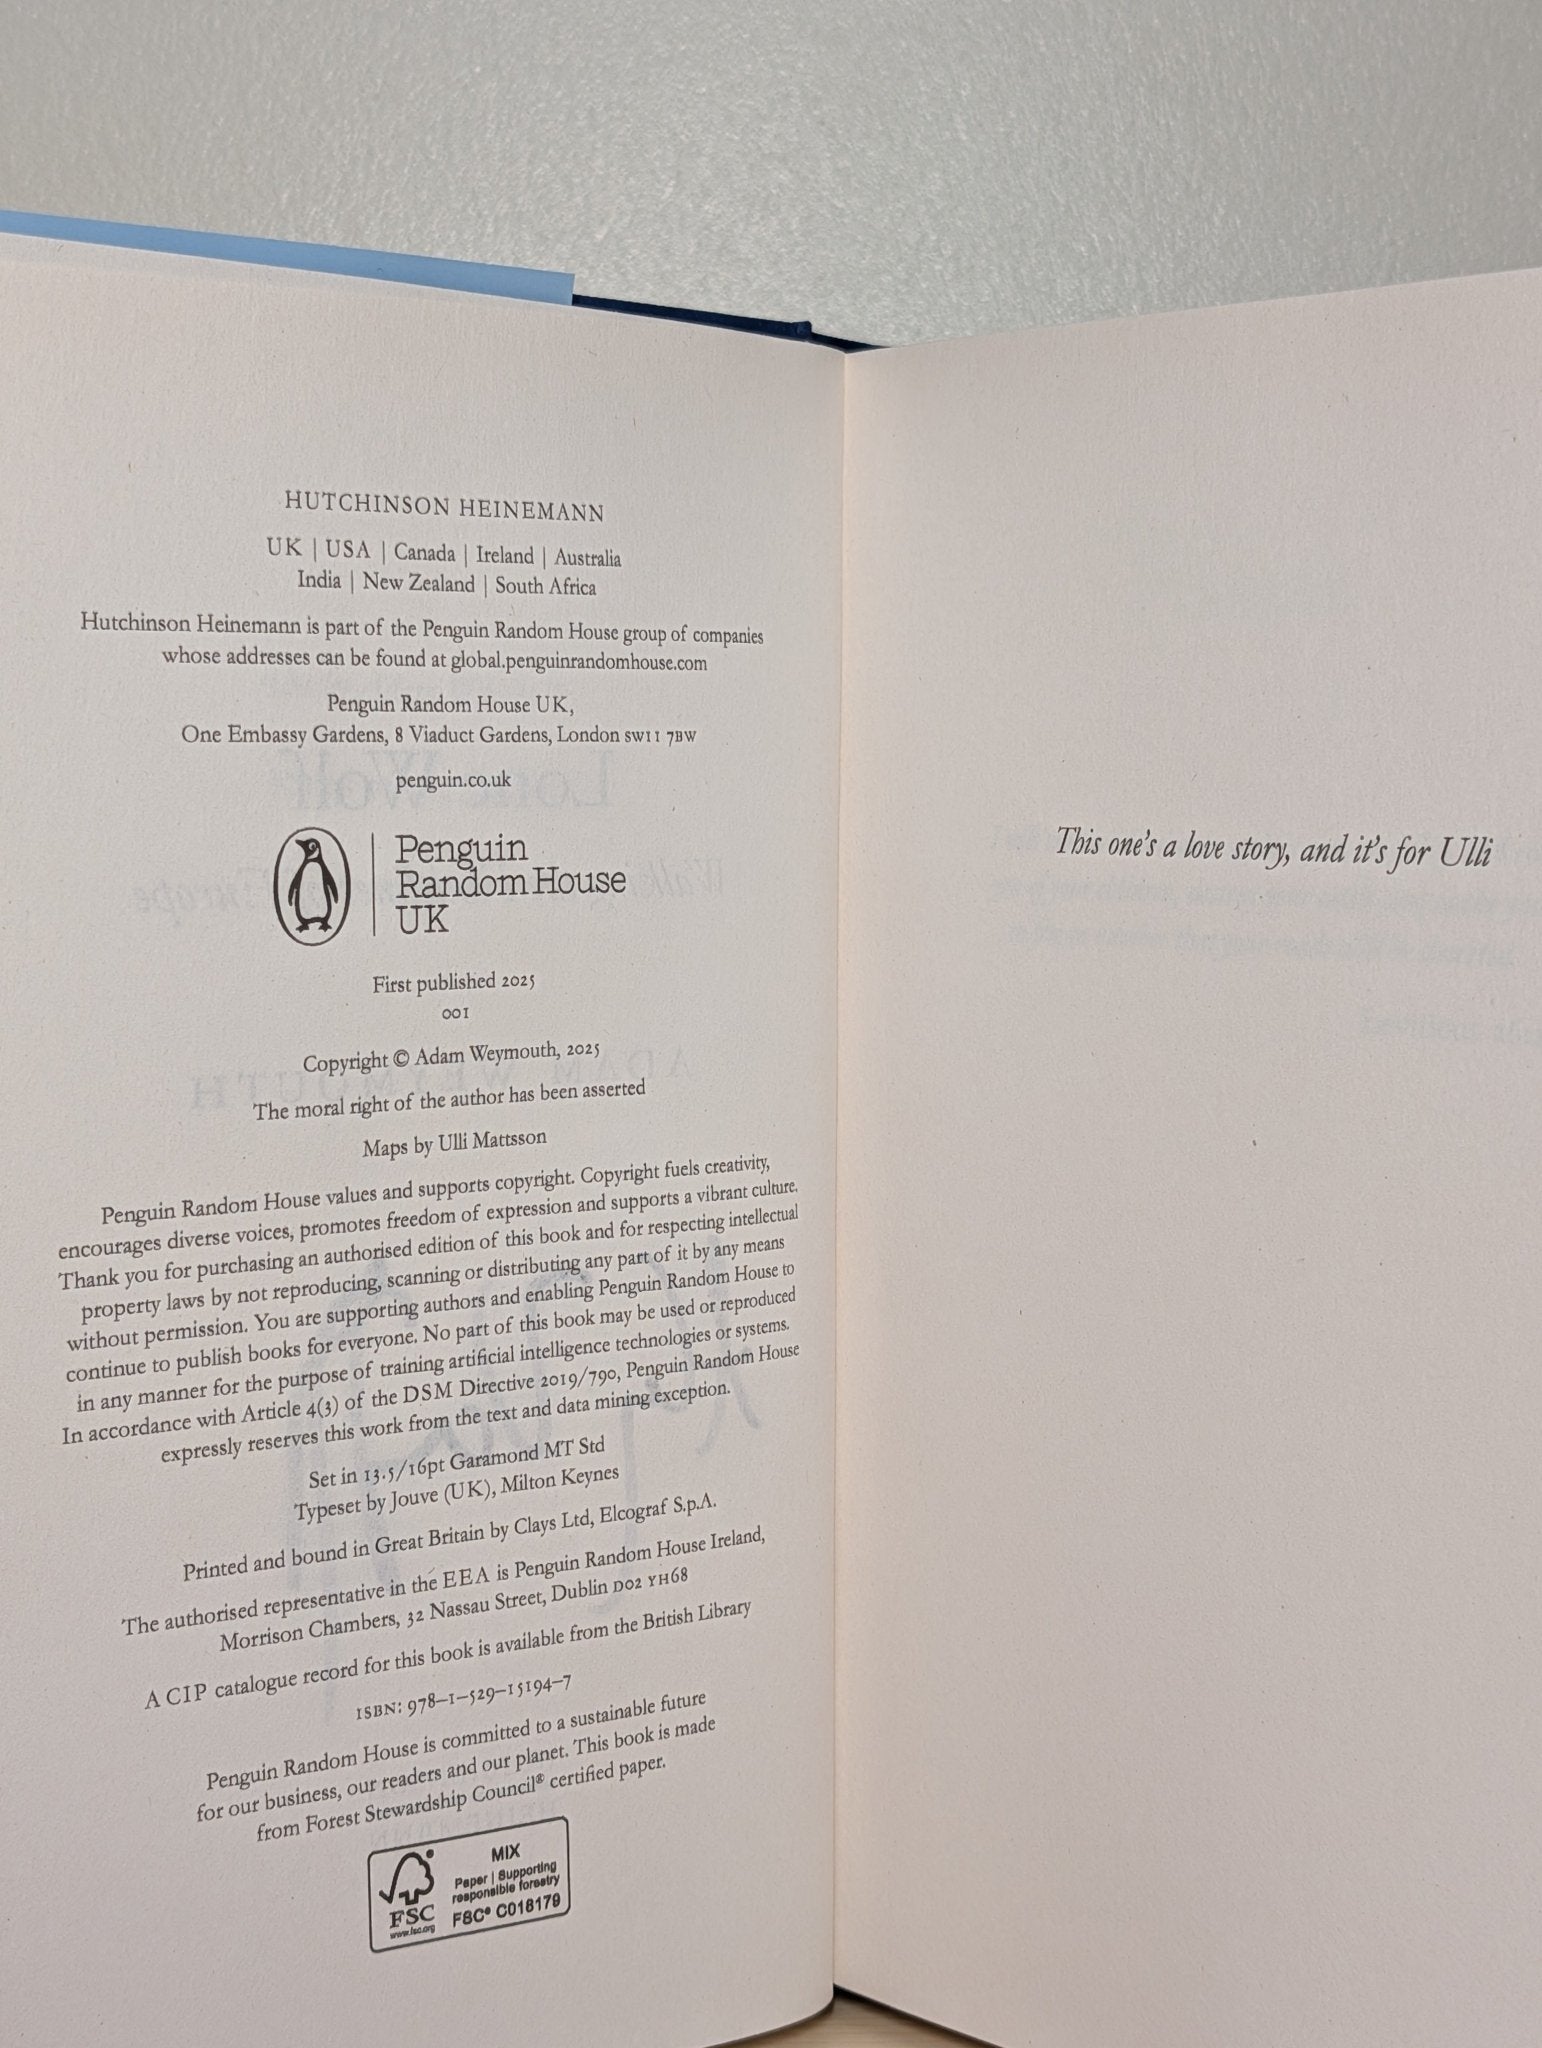 HUTCHINSON HEINEMANN
UK | USA | Canada | Ireland | Australia
India | New Zealand | South Africa
Hutchinson Heinemann is part of the Penguin Random House group of companies
whose addresses can be found at global.penguinrandomhouse.com
Penguin Random House UK,
One Embassy Gardens, 8 Viaduct Gardens, London SW11 7BW
penguin.co.uk
Penguin
Random House
UK
First published 2025
001
Copyright © Adam Weymouth, 2025
The moral right of the author has been asserted
Maps by Ulli Mattsson
Penguin Random House values and supports copyright. Copyright fuels creativity,
encourages diverse voices, promotes freedom of expression and supports a vibrant culture.
Thank you for purchasing an authorised edition of this book and for respecting intellectual
property laws by not reproducing, scanning or distributing any part of it by any means
without permission. You are supporting authors and enabling Penguin Random House to
continue to publish books for everyone. No part of this book may be used or reproduced
in any manner for the purpose of training artificial intelligence technologies or systems.
In accordance with Article 4(3) of the DSM Directive 2019/790, Penguin Random House
expressly reserves this work from the text and data mining exception.
Set in 13.5/16pt Garamond MT Std
Typeset by Jouve (UK), Milton Keynes
Printed and bound in Great Britain by Clays Ltd, Elcograf S.p.A.
The authorised representative in the EEA is Penguin Random House Ireland,
Morrison Chambers, 32 Nassau Street, Dublin D02 YH68
A CIP catalogue record for this book is available from the British Library
ISBN: 978–1–529–15194–7
Penguin Random House is committed to a sustainable future
for our business, our readers and our planet. This book is made
from Forest Stewardship Council® certified paper.
FSC
www.fsc.org
MIX
Paper | Supporting
responsible forestry
FSC® C018179
This one's a love story, and it's for Ulli